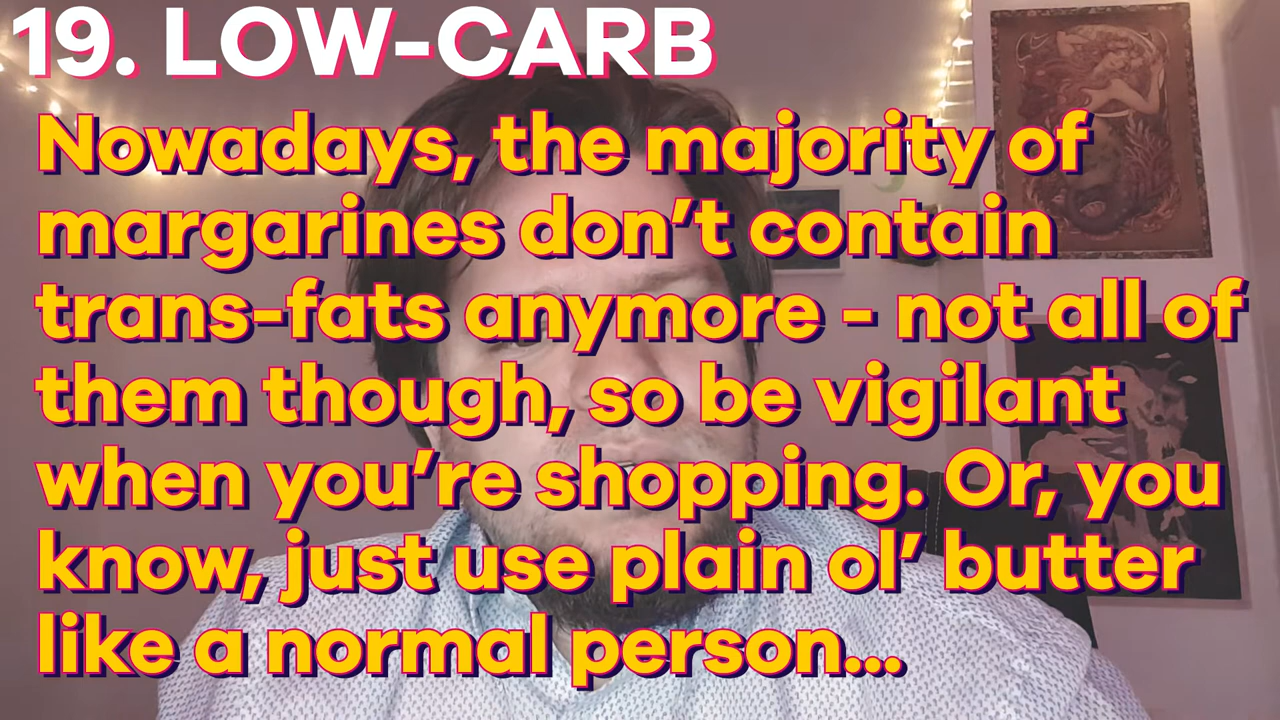 19. LOW-CARB
Nowadays, the majority of
margarines don’t contain
trans-fats anymore - not all of
them though, so be vigilant
when you’re shopping. Or, you
know, just use plain ol’ butter
like a normal person...